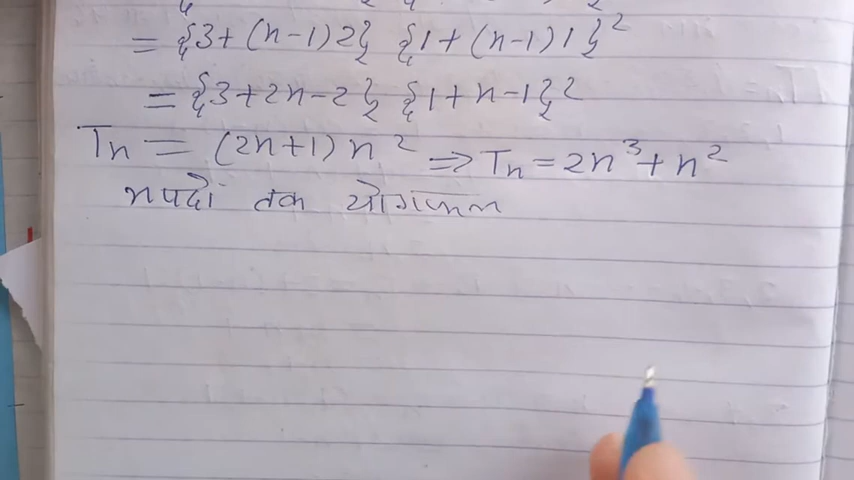 = {3+(n-1)2} {1+(n-1)1}²
= {3+2n-2} {1+n-1}²
Tn = (2n+1) n² ⇒ Tn = 2n³+n²
n पदों तक योगफल